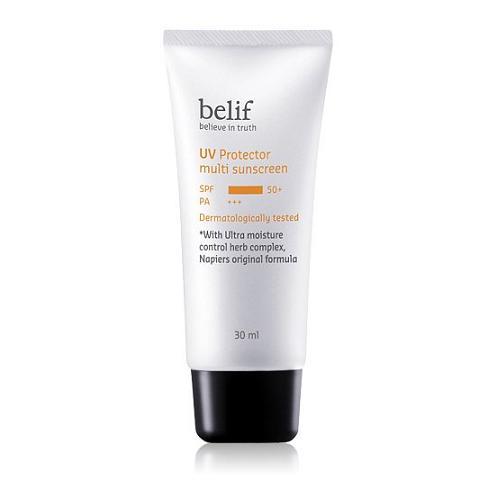 belif
believe in truth
UV Protector
multi sunscreen
SPF 50+
PA +++
Dermatologically tested
*With Ultra moisture
control herb complex,
Napiers original formula
30 ml